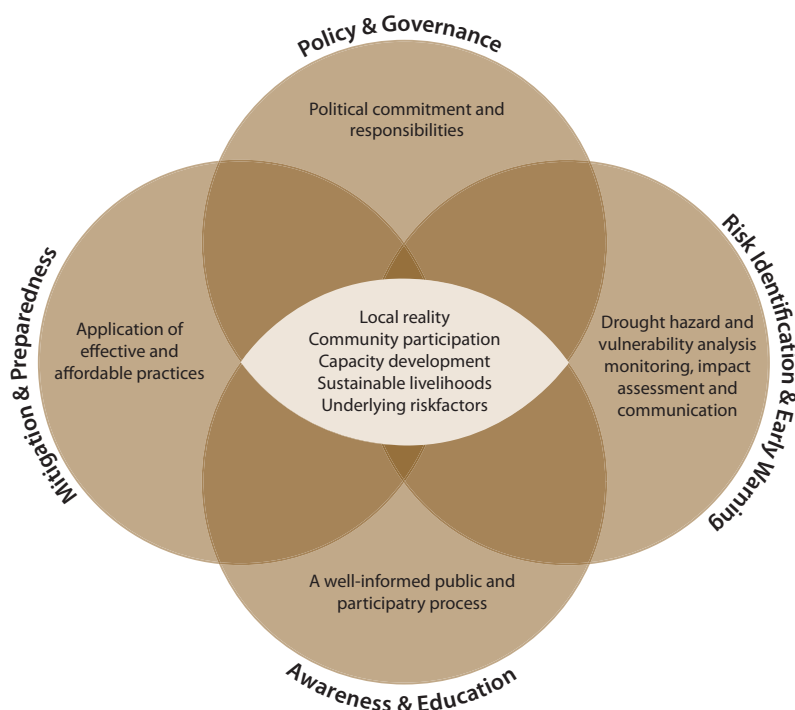 Policy & Governance
Political commitment and
responsibilities
Mitigation & Preparedness
Application of
effective and
affordable practices
Local reality
Community participation
Capacity development
Sustainable livelihoods
Underlying riskfactors
Drought hazard and
vulnerability analysis
monitoring, impact
assessment and
communication
Risk Identification & Early Warning
A well-informed public and
participatry process
Awareness & Education